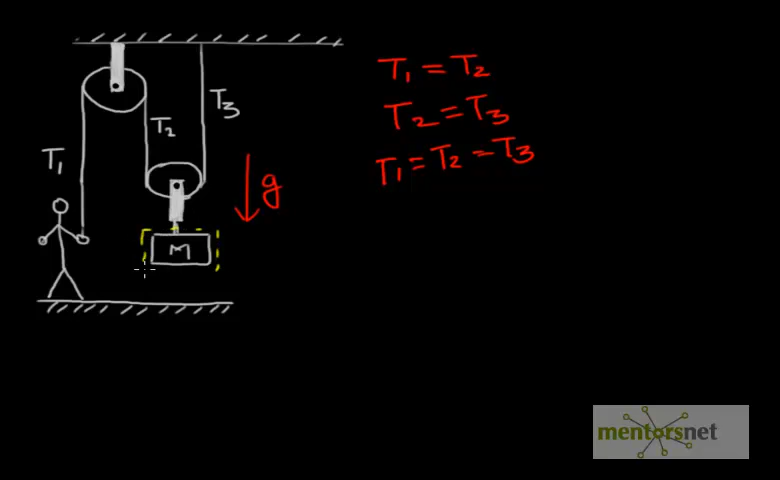 T₁ = T₂
T₃
T₂ = T₃
T₂
T₁ = T₂ = T₃
T₁
g
M
mentorsnet